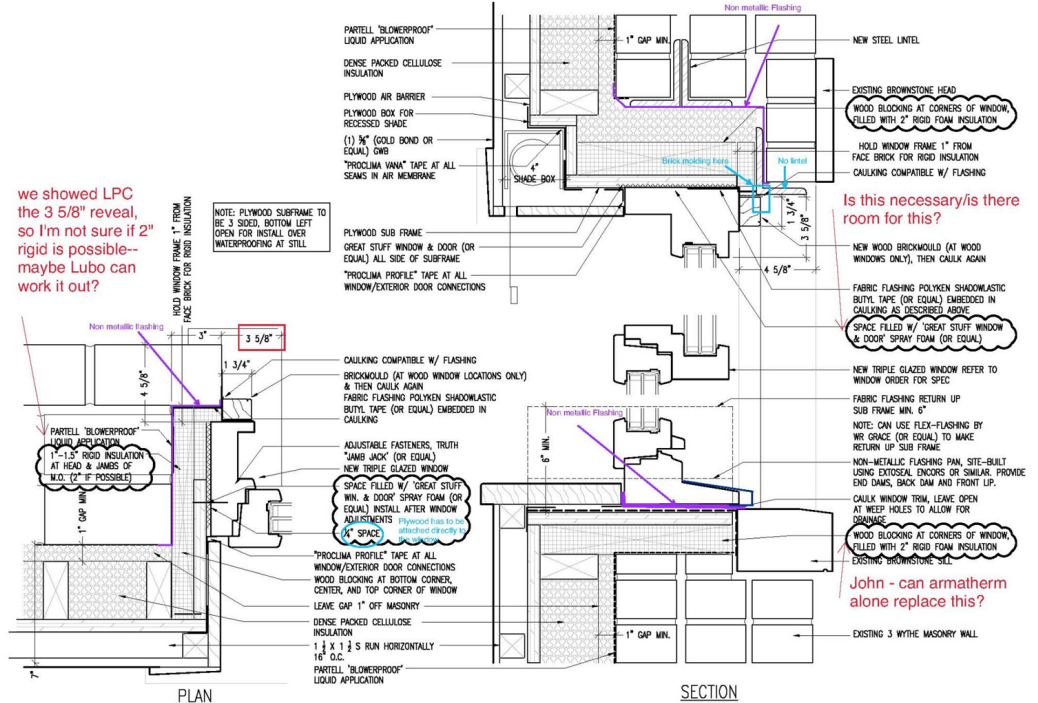 Non metallic Flashing
PARTELL 'BLOWERPROOF'
LIQUID APPLICATION
1" GAP MIN.
DENSE PACKED CELLULOSE
INSULATION
PLYWOOD AIR BARRIER
PLYWOOD BOX FOR
RECESSED SHADE
(1) ⅝" (GOLD BOND OR
EQUAL) GWB
"PROCLIMA VANA" TAPE AT ALL
SEAMS IN AIR MEMBRANE
4"
SHADE BOX
PLYWOOD SUB FRAME
GREAT STUFF WINDOW & DOOR (OR
EQUAL) ALL SIDE OF SUBFRAME
"PROCLIMA PROFILE" TAPE AT ALL
WINDOW/EXTERIOR DOOR CONNECTIONS
NEW STEEL LINTEL
EXISTING BROWNSTONE HEAD
WOOD BLOCKING AT CORNERS OF WINDOW,
FILLED WITH 2" RIGID FOAM INSULATION
HOLD WINDOW FRAME 1" FROM
FACE BRICK FOR RIGID INSULATION
CAULKING COMPATIBLE W/ FLASHING
Brick molding here
No lintel
1 3/4"
3 5/8"
4 5/8"
Is this necessary/is there
room for this?
NEW WOOD BRICKMOULD (AT WOOD
WINDOWS ONLY), THEN CAULK AGAIN
FABRIC FLASHING POLYKEN SHADOWLASTIC
BUTYL TAPE (OR EQUAL) EMBEDDED IN
CAULKING AS DESCRIBED ABOVE
SPACE FILLED W/ 'GREAT STUFF WINDOW
& DOOR' SPRAY FOAM (OR EQUAL)
NEW TRIPLE GLAZED WINDOW REFER TO
WINDOW ORDER FOR SPEC
FABRIC FLASHING RETURN UP
SUB FRAME MIN. 6"
NOTE: CAN USE FLEX-FLASHING BY
WR GRACE (OR EQUAL) TO MAKE
RETURN UP SUB FRAME
NON-METALLIC FLASHING PAN, SITE-BUILT
USING EXTOSEAL ENCORS OR SIMILAR. PROVIDE
END DAMS, BACK DAM AND FRONT LIP.
CAULK WINDOW TRIM, LEAVE OPEN
AT WEEP HOLES TO ALLOW FOR
DRAINAGE
WOOD BLOCKING AT CORNERS OF WINDOW,
FILLED WITH 2" RIGID FOAM INSULATION
EXISTING BROWNSTONE SILL
John - can armatherm
alone replace this?
EXISTING 3 WYTHE MASONRY WALL
Non metallic Flashing
6" MIN.
1" GAP MIN.
SECTION
we showed LPC
the 3 5/8" reveal,
so I'm not sure if 2"
rigid is possible--
maybe Lubo can
work it out?
HOLD WINDOW FRAME 1" FROM
FACE BRICK FOR RIGID INSULATION
NOTE: PLYWOOD SUBFRAME TO
BE 3 SIDED, BOTTOM LEFT
OPEN FOR INSTALL OVER
WATERPROOFING AT STILL
Non metallic flashing
3"
3 5/8"
1 3/4"
4 5/8"
CAULKING COMPATIBLE W/ FLASHING
BRICKMOULD (AT WOOD WINDOW LOCATIONS ONLY)
& THEN CAULK AGAIN
FABRIC FLASHING POLYKEN SHADOWLASTIC
BUTYL TAPE (OR EQUAL) EMBEDDED IN
CAULKING
PARTELL 'BLOWERPROOF'
LIQUID APPLICATION
1"-1.5" RIGID INSULATION
AT HEAD & JAMBS OF
M.O. (2" IF POSSIBLE)
1" GAP MIN.
ADJUSTABLE FASTENERS, TRUTH
"JAMB JACK' (OR EQUAL)
NEW TRIPLE GLAZED WINDOW
SPACE FILLED W/ 'GREAT STUFF
WIN. & DOOR' SPRAY FOAM (OR
EQUAL) INSTALL AFTER WINDOW
ADJUSTMENTS
¼" SPACE
Plywood has to be
attached directly to
the window
"PROCLIMA PROFILE" TAPE AT ALL
WINDOW/EXTERIOR DOOR CONNECTIONS
WOOD BLOCKING AT BOTTOM CORNER,
CENTER, AND TOP CORNER OF WINDOW
LEAVE GAP 1" OFF MASONRY
DENSE PACKED CELLULOSE
INSULATION
1 ½ X 1 ½ S RUN HORIZONTALLY
16" O.C.
PARTELL 'BLOWERPROOF'
LIQUID APPLICATION
7"
PLAN